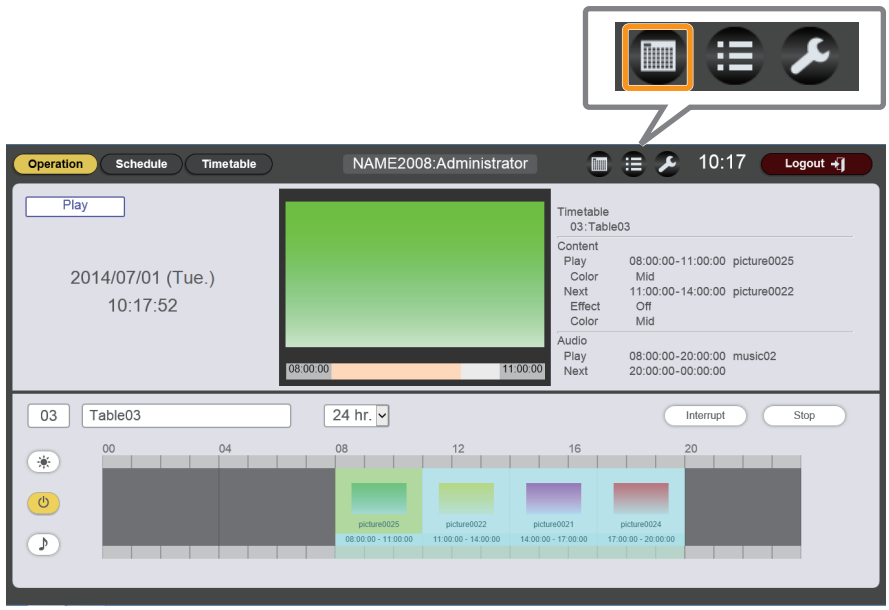 Operation Schedule Timetable NAME2008:Administrator 10:17 Logout
Play
2014/07/01 (Tue.)
10:17:52
08:00:00 11:00:00
Timetable
03:Table03
Content
Play 08:00:00-11:00:00 picture0025
Color Mid
Next 11:00:00-14:00:00 picture0022
Effect Off
Color Mid
Audio
Play 08:00:00-20:00:00 music02
Next 20:00:00-00:00:00
03 Table03 24 hr. Interrupt Stop
00 04 08 12 16 20
picture0025 picture0022 picture0021 picture0024
08:00:00 - 11:00:00 11:00:00 - 14:00:00 14:00:00 - 17:00:00 17:00:00 - 20:00:00